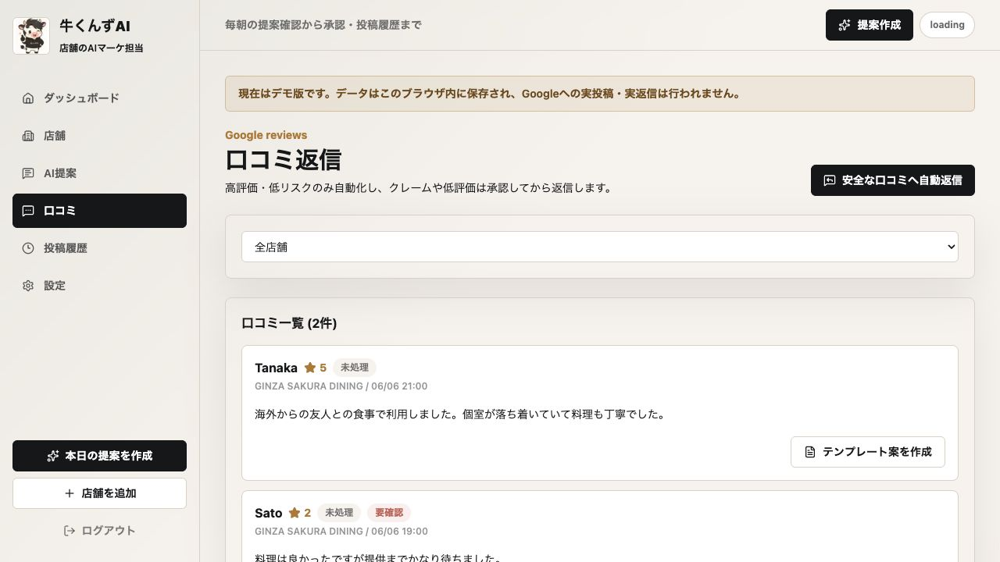 牛くんずAI
店舗のAIマーケ担当
ダッシュボード
店舗
AI提案
口コミ
投稿履歴
設定
本日の提案を作成
店舗を追加
ログアウト
毎朝の提案確認から承認・投稿履歴まで
提案作成
loading
現在はデモ版です。データはこのブラウザ内に保存され、Googleへの実投稿・実返信は行われません。
Google reviews
口コミ返信
高評価・低リスクのみ自動化し、クレームや低評価は承認してから返信します。
安全な口コミへ自動返信
全店舗
口コミ一覧 (2件)
Tanaka 5 未処理
GINZA SAKURA DINING / 06/06 21:00
海外からの友人との食事で利用しました。個室が落ち着いていて料理も丁寧でした。
テンプレート案を作成
Sato 2 未処理 要確認
GINZA SAKURA DINING / 06/06 19:00
料理は良かったですが提供までかなり待ちました。